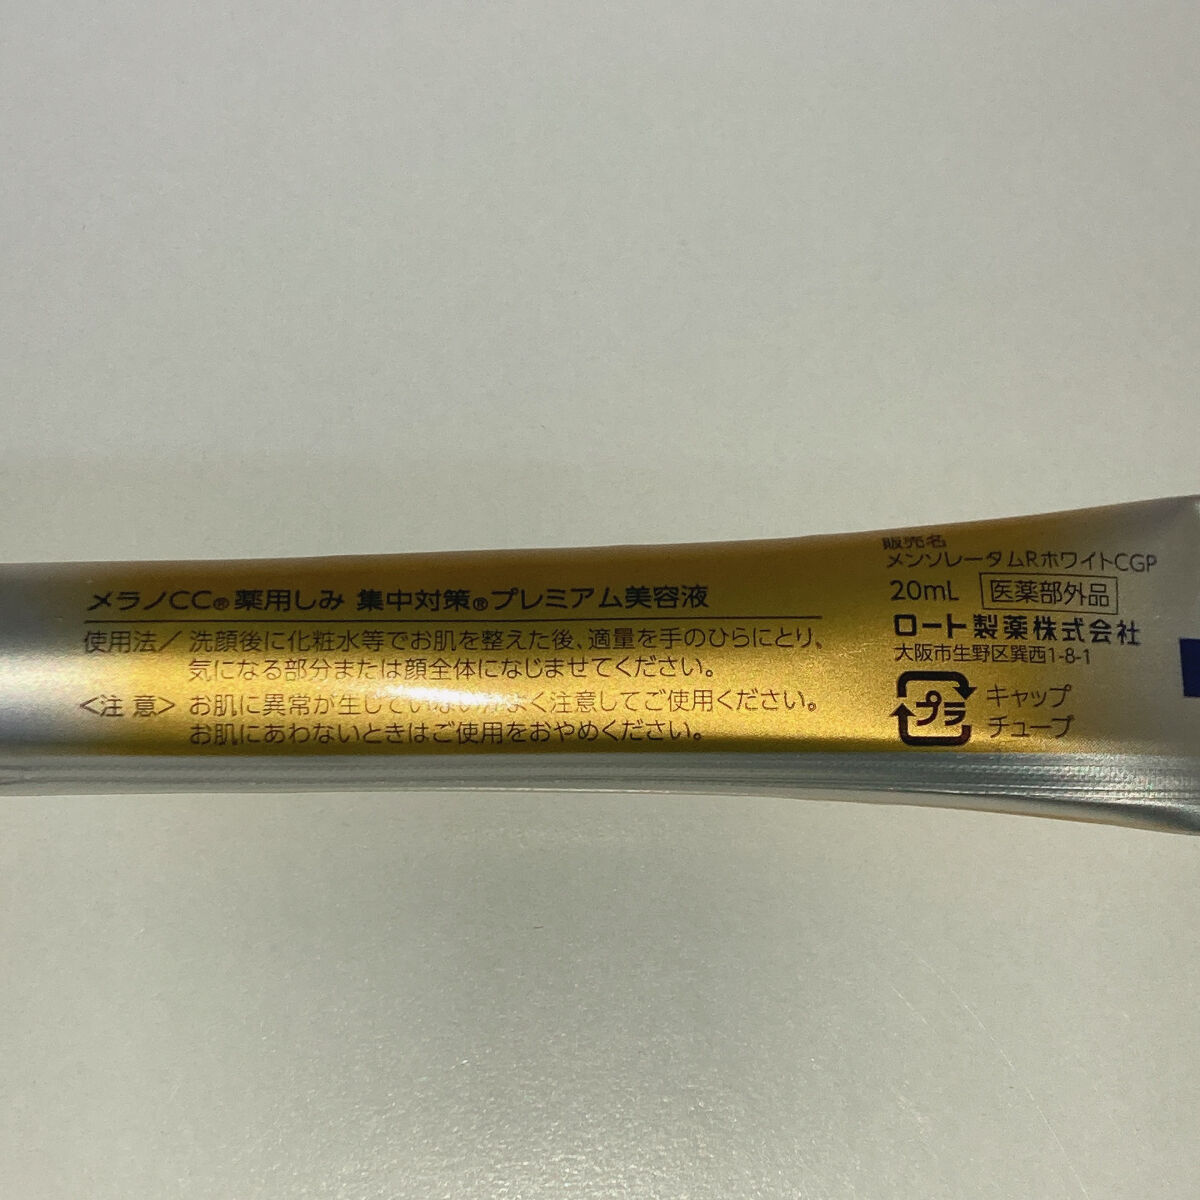 メラノCC® 薬用しみ 集中対策®プレミアム美容液
使用法／ 洗顔後に化粧水等でお肌を整えた後、適量を手のひらにとり、
気になる部分または顔全体になじませてください。
＜注意＞ お肌に異常が生じていないかよく注意してご使用ください。
お肌にあわないときはご使用をおやめください。
販売名
メンソレータムRホワイトCGP
20mL 医薬部外品
ロート製薬株式会社
大阪市生野区巽西1-8-1
プラ キャップ
チューブ